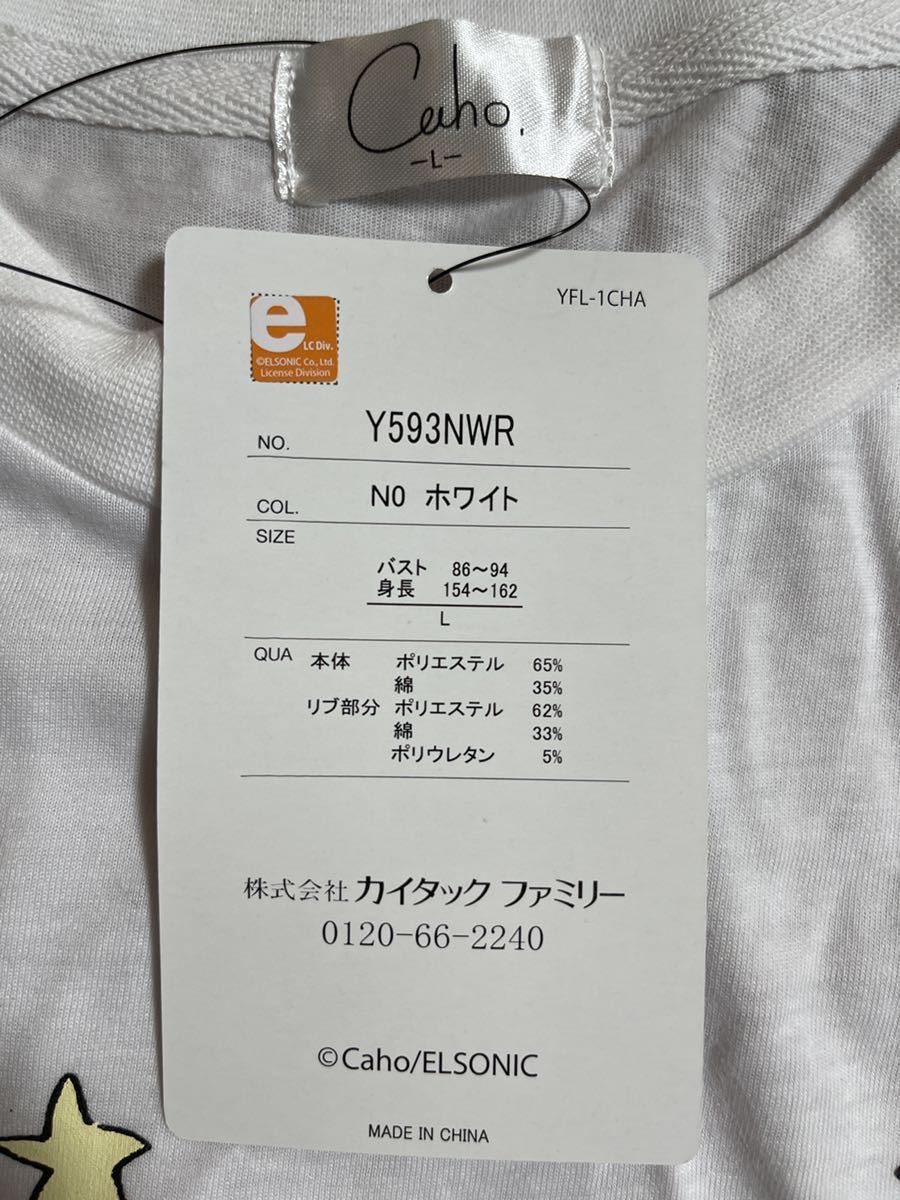 Caho.
-L-
YFL-1CHA
e
LC Div.
©ELSONIC Co., Ltd.
License Division
NO. Y593NWR
COL. N0 ホワイト
SIZE
バスト 86～94
身長 154～162
L
QUA 本体 ポリエステル 65%
綿 35%
リブ部分 ポリエステル 62%
綿 33%
ポリウレタン 5%
株式会社 カイタック ファミリー
0120-66-2240
©Caho/ELSONIC
MADE IN CHINA